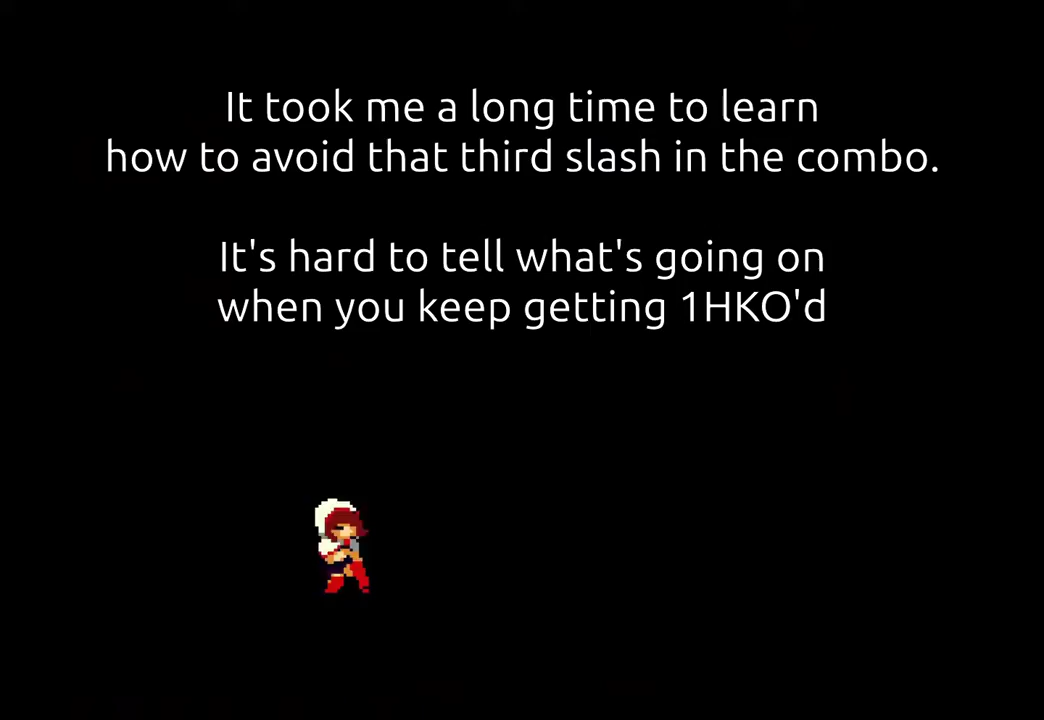 It took me a long time to learn
how to avoid that third slash in the combo.
It's hard to tell what's going on
when you keep getting 1HKO'd